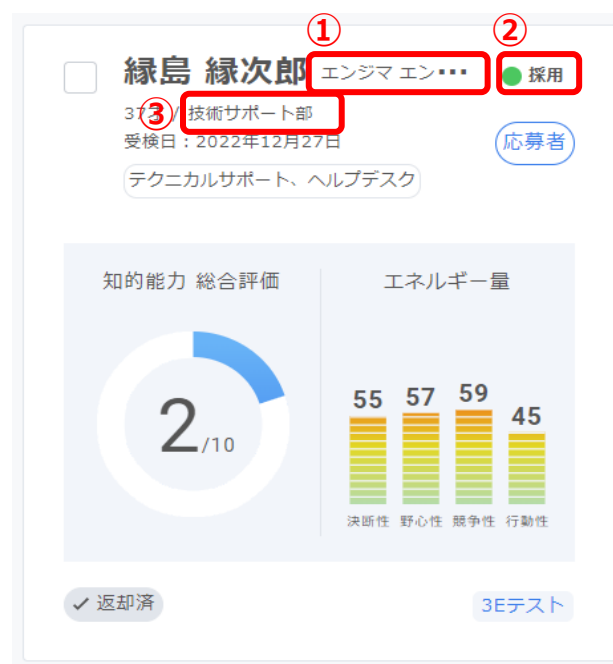 ① ②
縁島 縁次郎 エンジマ エン••• 採用
③ 37才 / 技術サポート部
受検日：2022年12月27日
応募者
テクニカルサポート、ヘルプデスク
知的能力 総合評価
2/10
エネルギー量
55 57 59 45
決断性 野心性 競争性 行動性
返却済
3Eテスト